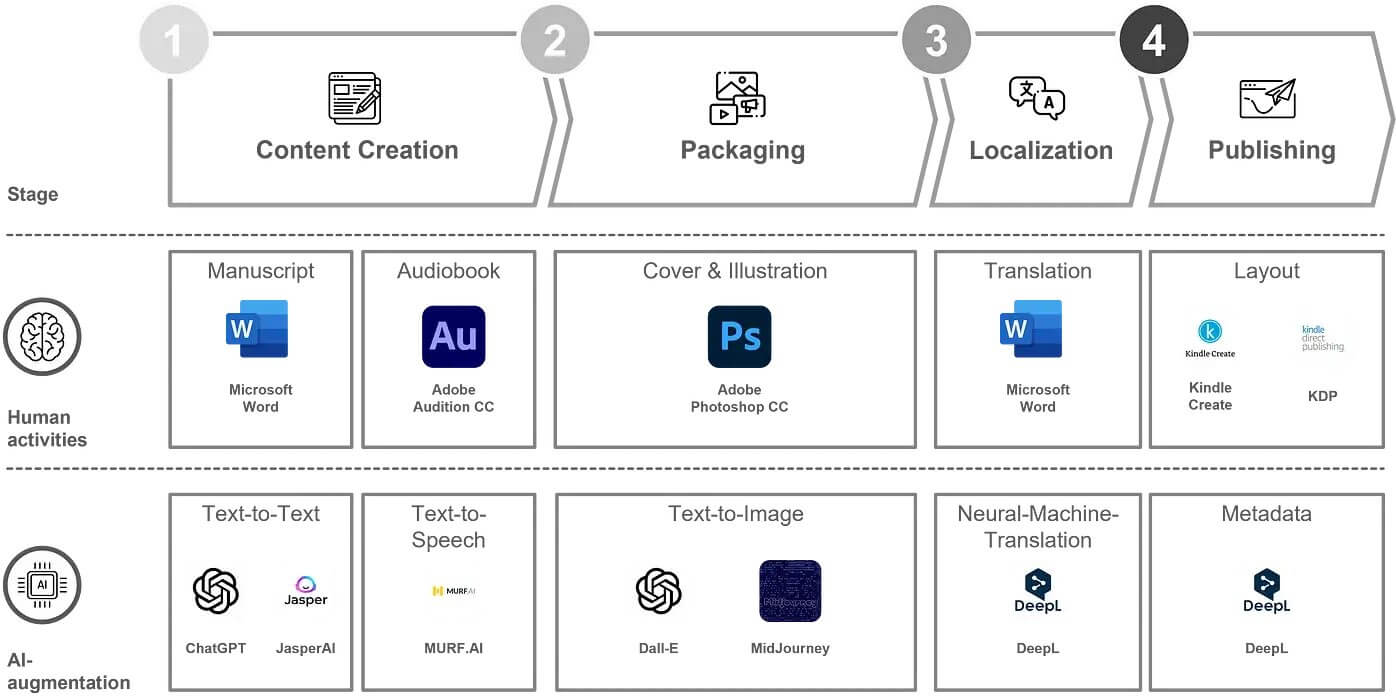 1
2
3
4
文
A
Content Creation
Packaging
Localization
Publishing
Stage
Manuscript
Audiobook
Cover & Illustration
Translation
Layout
W
Au
Ps
W
k
Kindle Create
kindle
direct
publishing
Microsoft
Word
Adobe
Audition CC
Adobe
Photoshop CC
Microsoft
Word
Kindle
Create
KDP
Human
activities
Text-to-Text
Text-to-
Speech
Text-to-Image
Neural-Machine-
Translation
Metadata
AI
Jasper
MURF.AI
MidJourney
DeepL
DeepL
ChatGPT
JasperAI
MURF.AI
Dall-E
MidJourney
DeepL
DeepL
AI-
augmentation